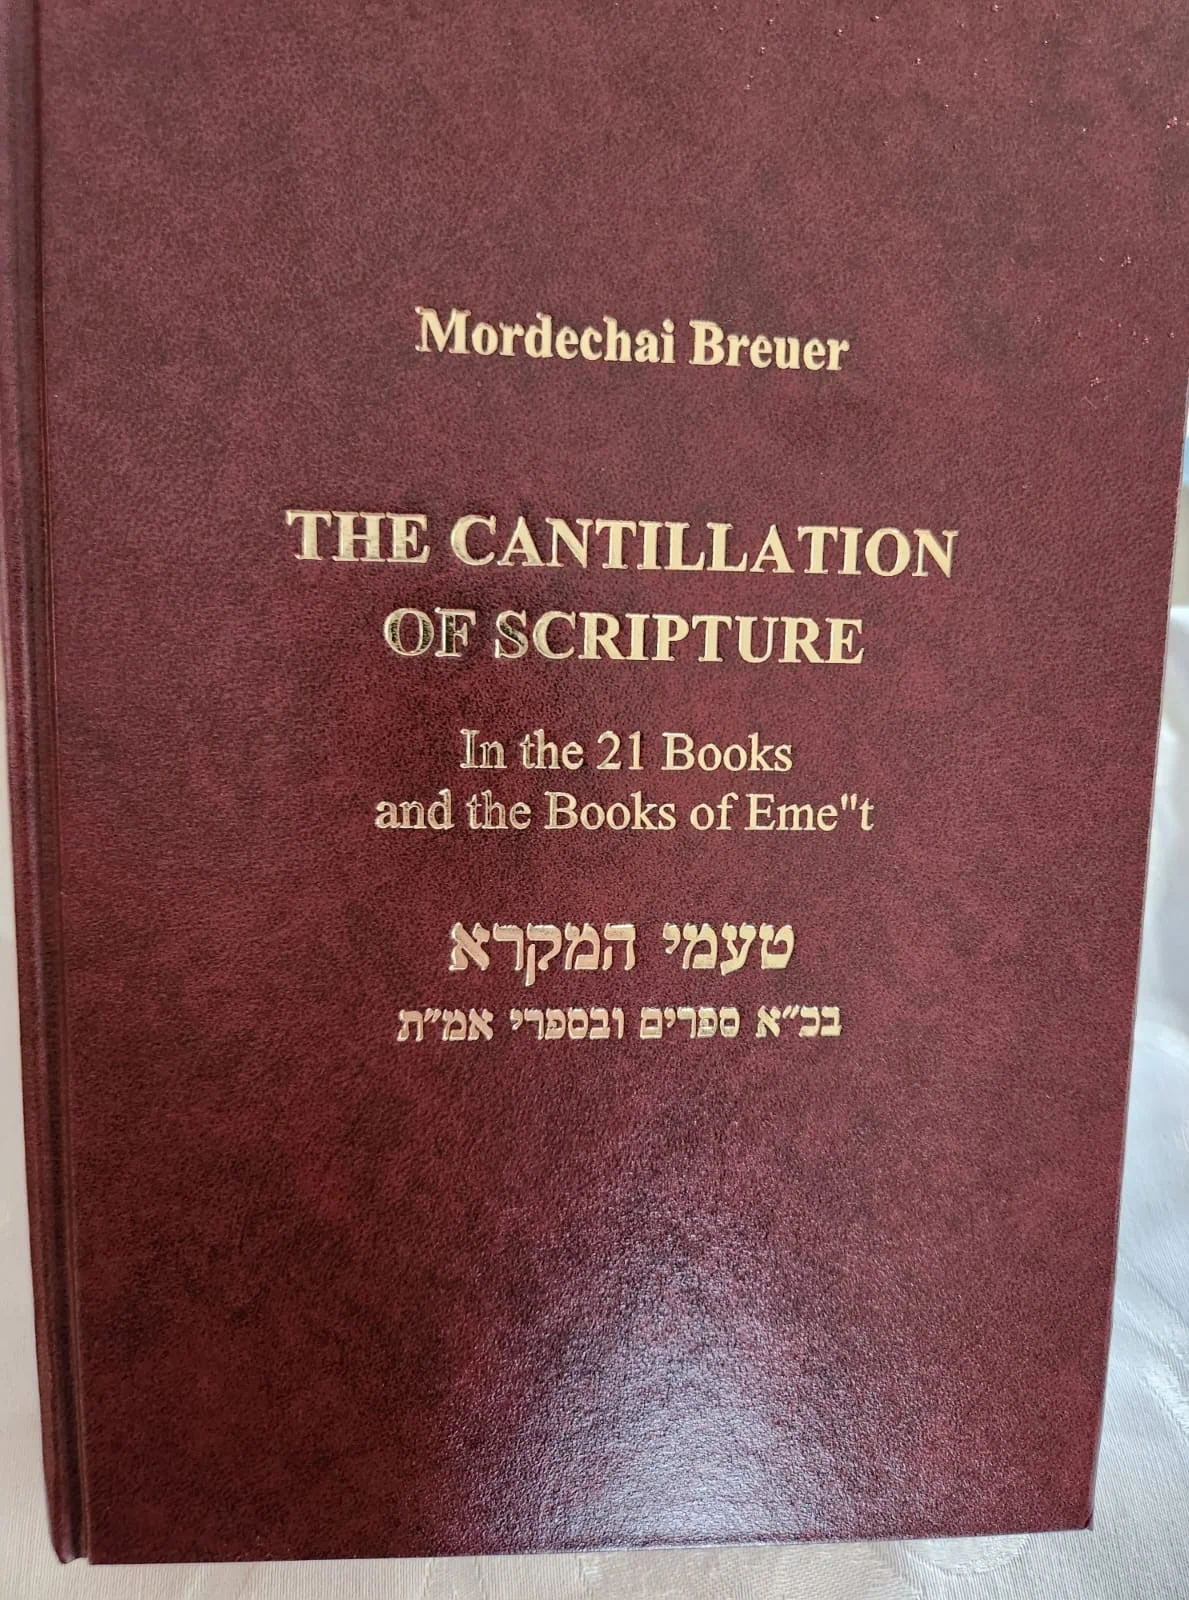 Mordechai Breuer
THE CANTILLATION
OF SCRIPTURE
In the 21 Books
and the Books of Eme"t
טעמי המקרא
בכ״א ספרים ובספרי אמ״ת